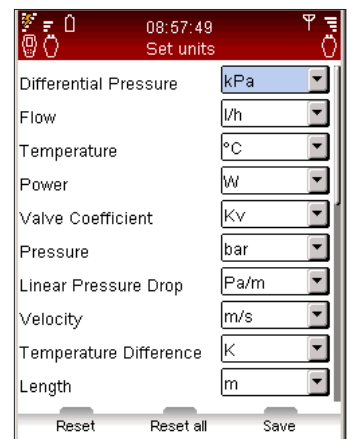 08:57:49
Set units
Differential Pressure kPa
Flow l/h
Temperature °C
Power W
Valve Coefficient Kv
Pressure bar
Linear Pressure Drop Pa/m
Velocity m/s
Temperature Difference K
Length m
Reset Reset all Save